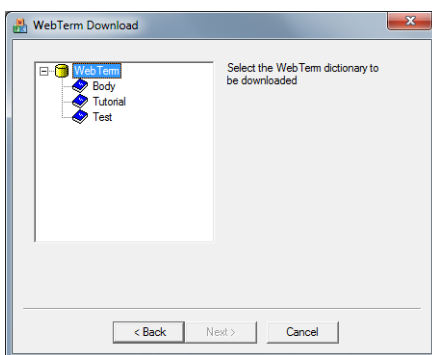 WebTerm Download
WebTerm
Body
Tutorial
Test
Select the WebTerm dictionary to
be downloaded
< Back
Next >
Cancel